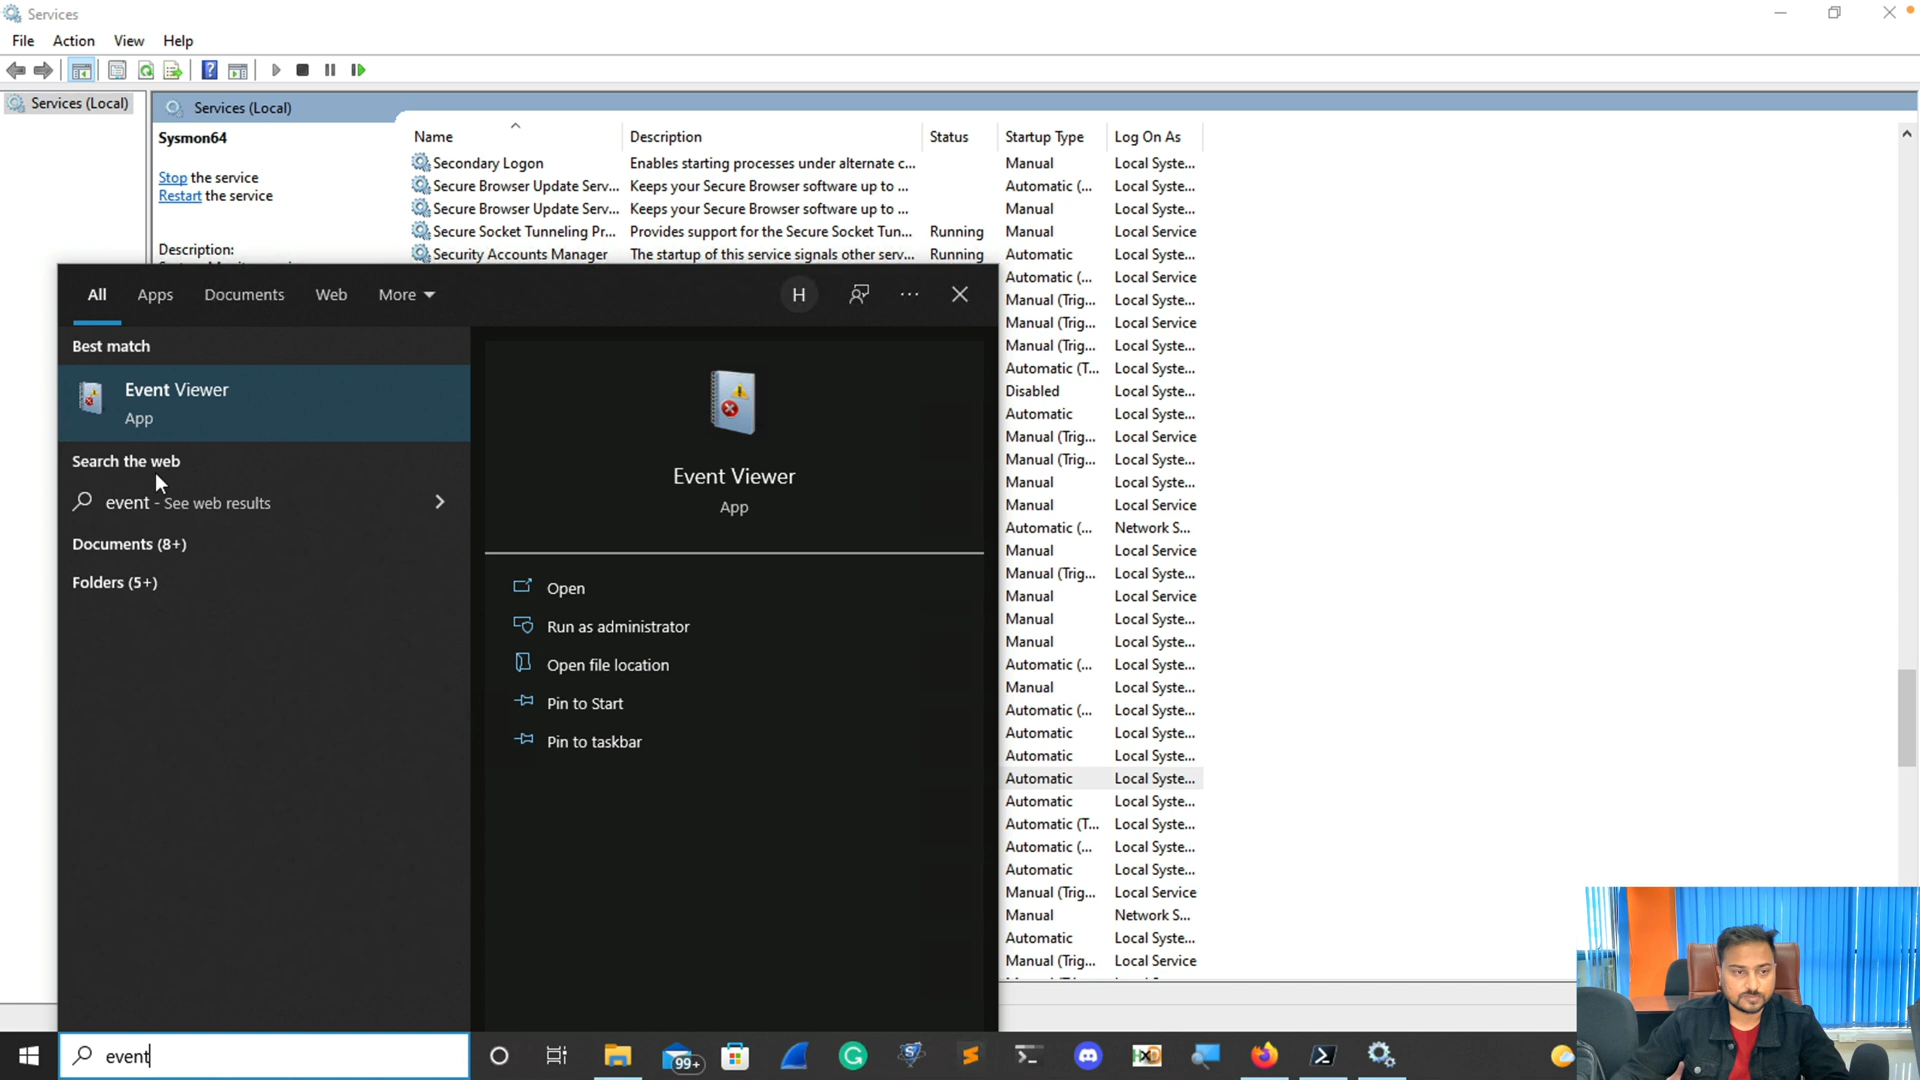 Services
File Action View Help
Services (Local)
Services (Local)
Sysmon64
Stop the service
Restart the service
Description:
Name Description Status Startup Type Log On As
Secondary Logon Enables starting processes under alternate c... Manual Local Syste...
Secure Browser Update Serv... Keeps your Secure Browser software up to ... Automatic (... Local Syste...
Secure Browser Update Serv... Keeps your Secure Browser software up to ... Manual Local Syste...
Secure Socket Tunneling Pr... Provides support for the Secure Socket Tun... Running Manual Local Service
Security Accounts Manager The startup of this service signals other serv... Running Automatic Local Syste...
Automatic (... Local Service
Manual (Trig... Local Syste...
Manual (Trig... Local Service
Manual (Trig... Local Syste...
Automatic (T... Local Syste...
Disabled Local Syste...
Automatic Local Syste...
Manual (Trig... Local Service
Manual (Trig... Local Syste...
Manual Local Syste...
Manual Local Service
Automatic (... Network S...
Manual Local Service
Manual (Trig... Local Syste...
Manual Local Service
Manual Local Syste...
Manual Local Syste...
Automatic (... Local Syste...
Manual Local Syste...
Automatic (... Local Syste...
Automatic Local Syste...
Automatic Local Syste...
Automatic Local Syste...
Automatic Local Syste...
Automatic (T... Local Syste...
Automatic (... Local Syste...
Automatic Local Syste...
Manual (Trig... Local Service
Manual Network S...
Automatic Local Syste...
Manual (Trig... Local Service
All Apps Documents Web More H
Best match
Event Viewer
App
Search the web
event - See web results
Documents (8+)
Folders (5+)
Event Viewer
App
Open
Run as administrator
Open file location
Pin to Start
Pin to taskbar
event
99+